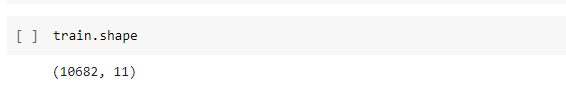 [ ] train.shape
(10682, 11)